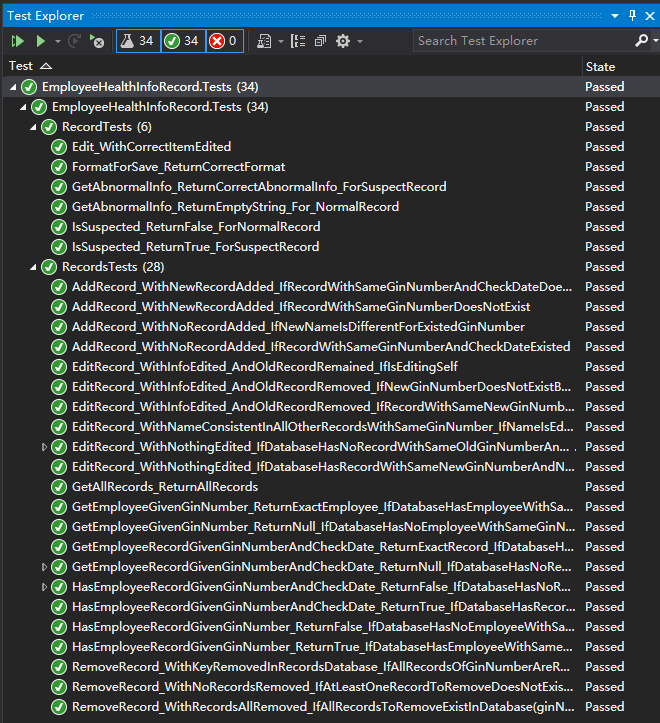 Test Explorer
34 34 0 Search Test Explorer
Test State
EmployeeHealthInfoRecord.Tests (34) Passed
EmployeeHealthInfoRecord.Tests (34) Passed
RecordTests (6) Passed
Edit_WithCorrectItemEdited Passed
FormatForSave_ReturnCorrectFormat Passed
GetAbnormalInfo_ReturnCorrectAbnormalInfo_ForSuspectRecord Passed
GetAbnormalInfo_ReturnEmptyString_For_NormalRecord Passed
IsSuspected_ReturnFalse_ForNormalRecord Passed
IsSuspected_ReturnTrue_ForSuspectRecord Passed
RecordsTests (28) Passed
AddRecord_WithNewRecordAdded_IfRecordWithSameGinNumberAndCheckDateDoe... Passed
AddRecord_WithNewRecordAdded_IfRecordWithSameGinNumberDoesNotExist Passed
AddRecord_WithNoRecordAdded_IfNewNameIsDifferentForExistedGinNumber Passed
AddRecord_WithNoRecordAdded_IfRecordWithSameGinNumberAndCheckDateExisted Passed
EditRecord_WithInfoEdited_AndOldRecordRemained_IfIsEditingSelf Passed
EditRecord_WithInfoEdited_AndOldRecordRemoved_IfNewGinNumberDoesNotExistB... Passed
EditRecord_WithInfoEdited_AndOldRecordRemoved_IfRecordWithSameNewGinNumb... Passed
EditRecord_WithNameConsistentInAllOtherRecordsWithSameGinNumber_IfNameIsEd... Passed
EditRecord_WithNothingEdited_IfDatabaseHasNoRecordWithSameOldGinNumberAn... Passed
EditRecord_WithNothingEdited_IfDatabaseHasRecordWithSameNewGinNumberAndN... Passed
GetAllRecords_ReturnAllRecords Passed
GetEmployeeGivenGinNumber_ReturnExactEmployee_IfDatabaseHasEmployeeWithSa... Passed
GetEmployeeGivenGinNumber_ReturnNull_IfDatabaseHasNoEmployeeWithSameGinN... Passed
GetEmployeeRecordGivenGinNumberAndCheckDate_ReturnExactRecord_IfDatabaseH... Passed
GetEmployeeRecordGivenGinNumberAndCheckDate_ReturnNull_IfDatabaseHasNoRe... Passed
HasEmployeeRecordGivenGinNumberAndCheckDate_ReturnFalse_IfDatabaseHasNoR... Passed
HasEmployeeRecordGivenGinNumberAndCheckDate_ReturnTrue_IfDatabaseHasRecor... Passed
HasEmployeeRecordGivenGinNumber_ReturnFalse_IfDatabaseHasNoEmployeeWithSa... Passed
HasEmployeeRecordGivenGinNumber_ReturnTrue_IfDatabaseHasEmployeeWithSame... Passed
RemoveRecord_WithKeyRemovedInRecordsDatabase_IfAllRecordsOfGinNumberAreR... Passed
RemoveRecord_WithNoRecordsRemoved_IfAtLeastOneRecordToRemoveDoesNotExis... Passed
RemoveRecord_WithRecordsAllRemoved_IfAllRecordsToRemoveExistInDatabase(ginN... Passed